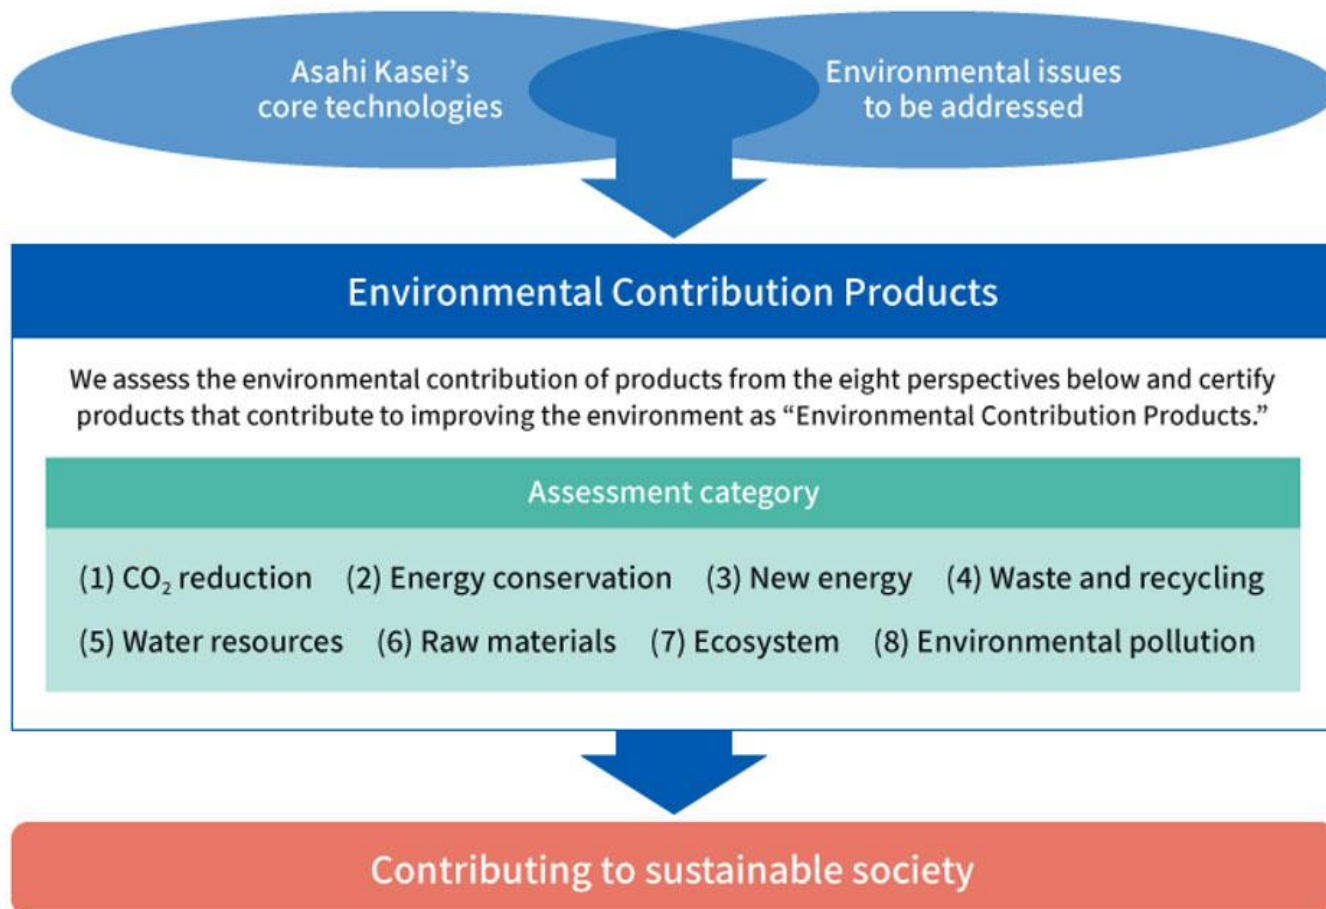 Asahi Kasei’s
core technologies
Environmental issues
to be addressed
Environmental Contribution Products
We assess the environmental contribution of products from the eight perspectives below and certify
products that contribute to improving the environment as “Environmental Contribution Products.”
Assessment category
(1) CO₂ reduction (2) Energy conservation (3) New energy (4) Waste and recycling
(5) Water resources (6) Raw materials (7) Ecosystem (8) Environmental pollution
Contributing to sustainable society